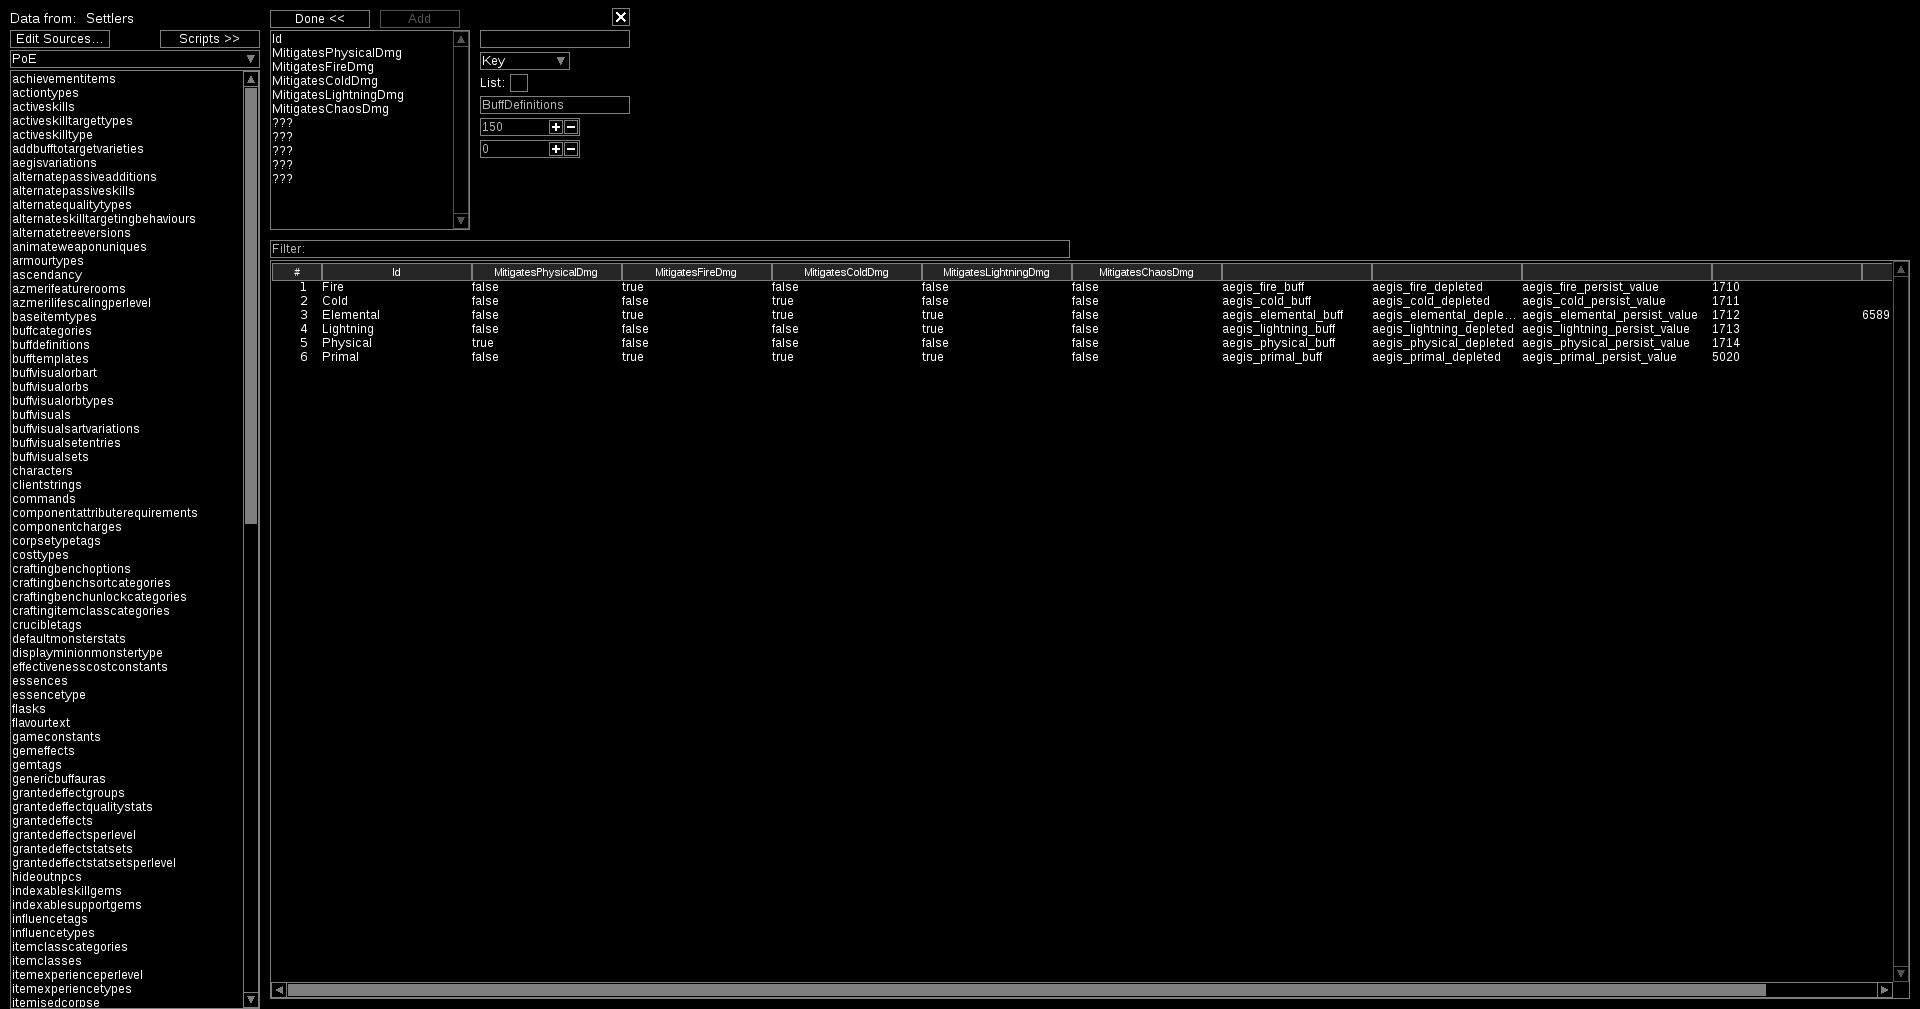 Data from: Settlers
Edit Sources...
Scripts >>
PoE
achievementitems
actiontypes
activeskills
activeskilltargettypes
activeskilltype
addbufftotargetvarieties
aegisvariations
alternatepassiveadditions
alternatepassiveskills
alternatequalitytypes
alternateskilltargetingbehaviours
alternatetreeversions
animateweaponuniques
armourtypes
ascendancy
azmerifeaturerooms
azmerilifescalingperlevel
baseitemtypes
buffcategories
buffdefinitions
bufftemplates
buffvisualorbart
buffvisualorbs
buffvisualorbtypes
buffvisuals
buffvisualsartvariations
buffvisualsetentries
buffvisualsets
characters
clientstrings
commands
componentattributerequirements
componentcharges
corpsetypetags
costtypes
craftingbenchoptions
craftingbenchsortcategories
craftingbenchunlockcategories
craftingitemclasscategories
crucibletags
defaultmonsterstats
displayminionmonstertype
effectivenesscostconstants
essences
essencetype
flasks
flavourtext
gameconstants
gemeffects
gemtags
genericbuffauras
grantedeffectgroups
grantedeffectqualitystats
grantedeffects
grantedeffectsperlevel
grantedeffectstatsets
grantedeffectstatsetsperlevel
hideoutnpcs
indexableskillgems
indexablesupportgems
influencetags
influencetypes
itemclasscategories
itemclasses
itemexperienceperlevel
itemexperiencetypes
itemisedcorpse
Done <<
Add
Id
MitigatesPhysicalDmg
MitigatesFireDmg
MitigatesColdDmg
MitigatesLightningDmg
MitigatesChaosDmg
???
???
???
???
???
Key
List:
BuffDefinitions
150
0
Filter:
# Id MitigatesPhysicalDmg MitigatesFireDmg MitigatesColdDmg MitigatesLightningDmg MitigatesChaosDmg
1 Fire false true false false false aegis_fire_buff aegis_fire_depleted aegis_fire_persist_value 1710
2 Cold false false true false false aegis_cold_buff aegis_cold_depleted aegis_cold_persist_value 1711
3 Elemental false true true true false aegis_elemental_buff aegis_elemental_deple... aegis_elemental_persist_value 1712 6589
4 Lightning false false false true false aegis_lightning_buff aegis_lightning_depleted aegis_lightning_persist_value 1713
5 Physical true false false false false aegis_physical_buff aegis_physical_depleted aegis_physical_persist_value 1714
6 Primal false true true true false aegis_primal_buff aegis_primal_depleted aegis_primal_persist_value 5020